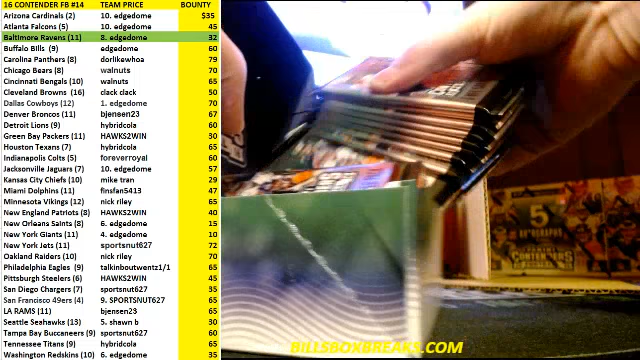 16 CONTENDER FB #14 TEAM PRICE BOUNTY
Arizona Cardinals (2) 10. edgedome $35
Atlanta Falcons (5) 10. edgedome 45
Baltimore Ravens (11) 8. edgedome 32
Buffalo Bills (9) edgedome 60
Carolina Panthers (8) dorlikewhoa 79
Chicago Bears (8) walnuts 70
Cincinnati Bengals (10) walnuts 65
Cleveland Browns (16) clack clack 50
Dallas Cowboys (12) 1. edgedome 70
Denver Broncos (11) bjensen23 67
Detroit Lions (9) hybridcola 60
Green Bay Packers (11) HAWKS2WIN 30
Houston Texans (7) hybridcola 65
Indianapolis Colts (5) foreverroyal 60
Jacksonville Jaguars (7) 10. edgedome 57
Kansas City Chiefs (10) mike tran 29
Miami Dolphins (11) finsfan5413 47
Minnesota Vikings (12) nick riley 65
New England Patriots (8) HAWKS2WIN 40
New Orleans Saints (8) 6. edgedome 15
New York Giants (11) 4. edgedome 10
New York Jets (11) sportsnut627 72
Oakland Raiders (10) nick riley 70
Philadelphia Eagles (9) talkinboutwentz1/1 65
Pittsburgh Steelers (6) HAWKS2WIN 45
San Diego Chargers (7) sportsnut627 35
San Francisco 49ers (4) 9. SPORTSNUT627 65
LA RAMS (11) bjensen23 65
Seattle Seahawks (13) 5. shawn b 30
Tampa Bay Buccaneers (9) sportsnut627 60
Tennessee Titans (9) hybridcola 65
Washington Redskins (10) 6. edgedome 35
5
AUTOGRAPHS
PANINI
CONTENDERS
BILLSBOXBREAKS.COM